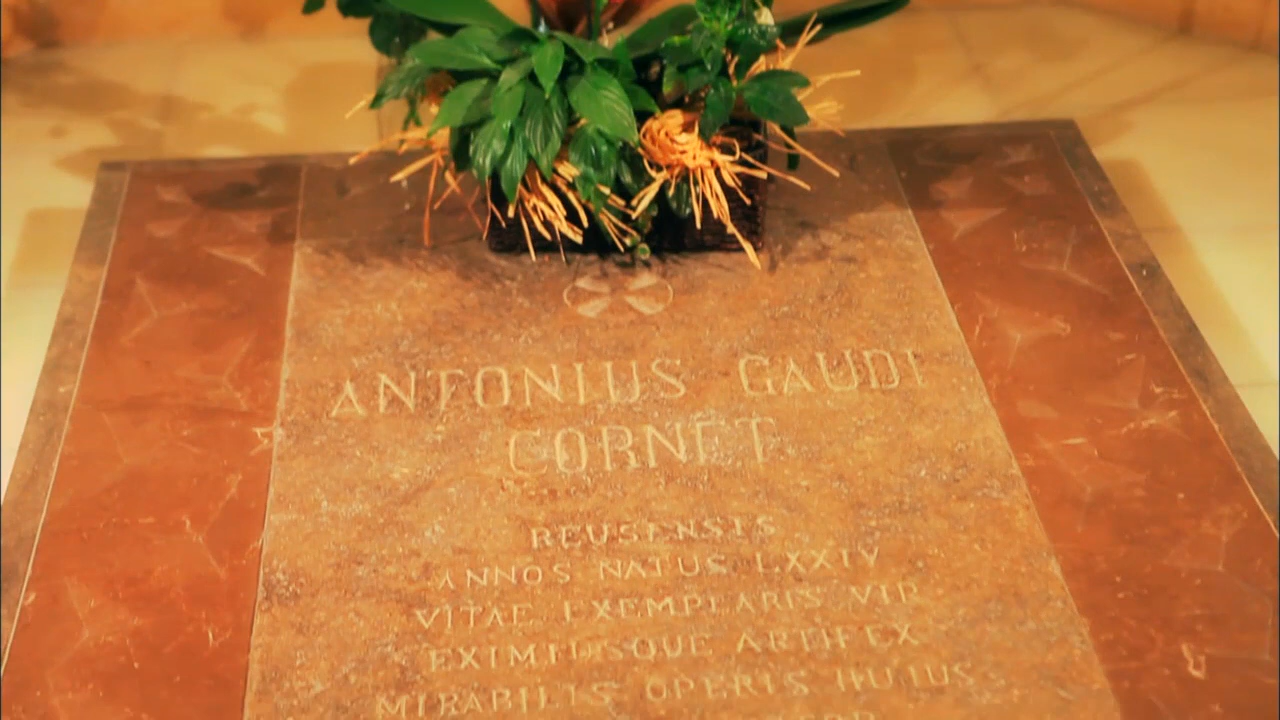 ANTONIUS GAUDI
CORNET
REUSENSIS
ANNOS NATUS LXXIV
VITAE EXEMPLARIS VIR
EXIMIUSQUE ARTIFEX
MIRABILIS OPERIS HUIUS